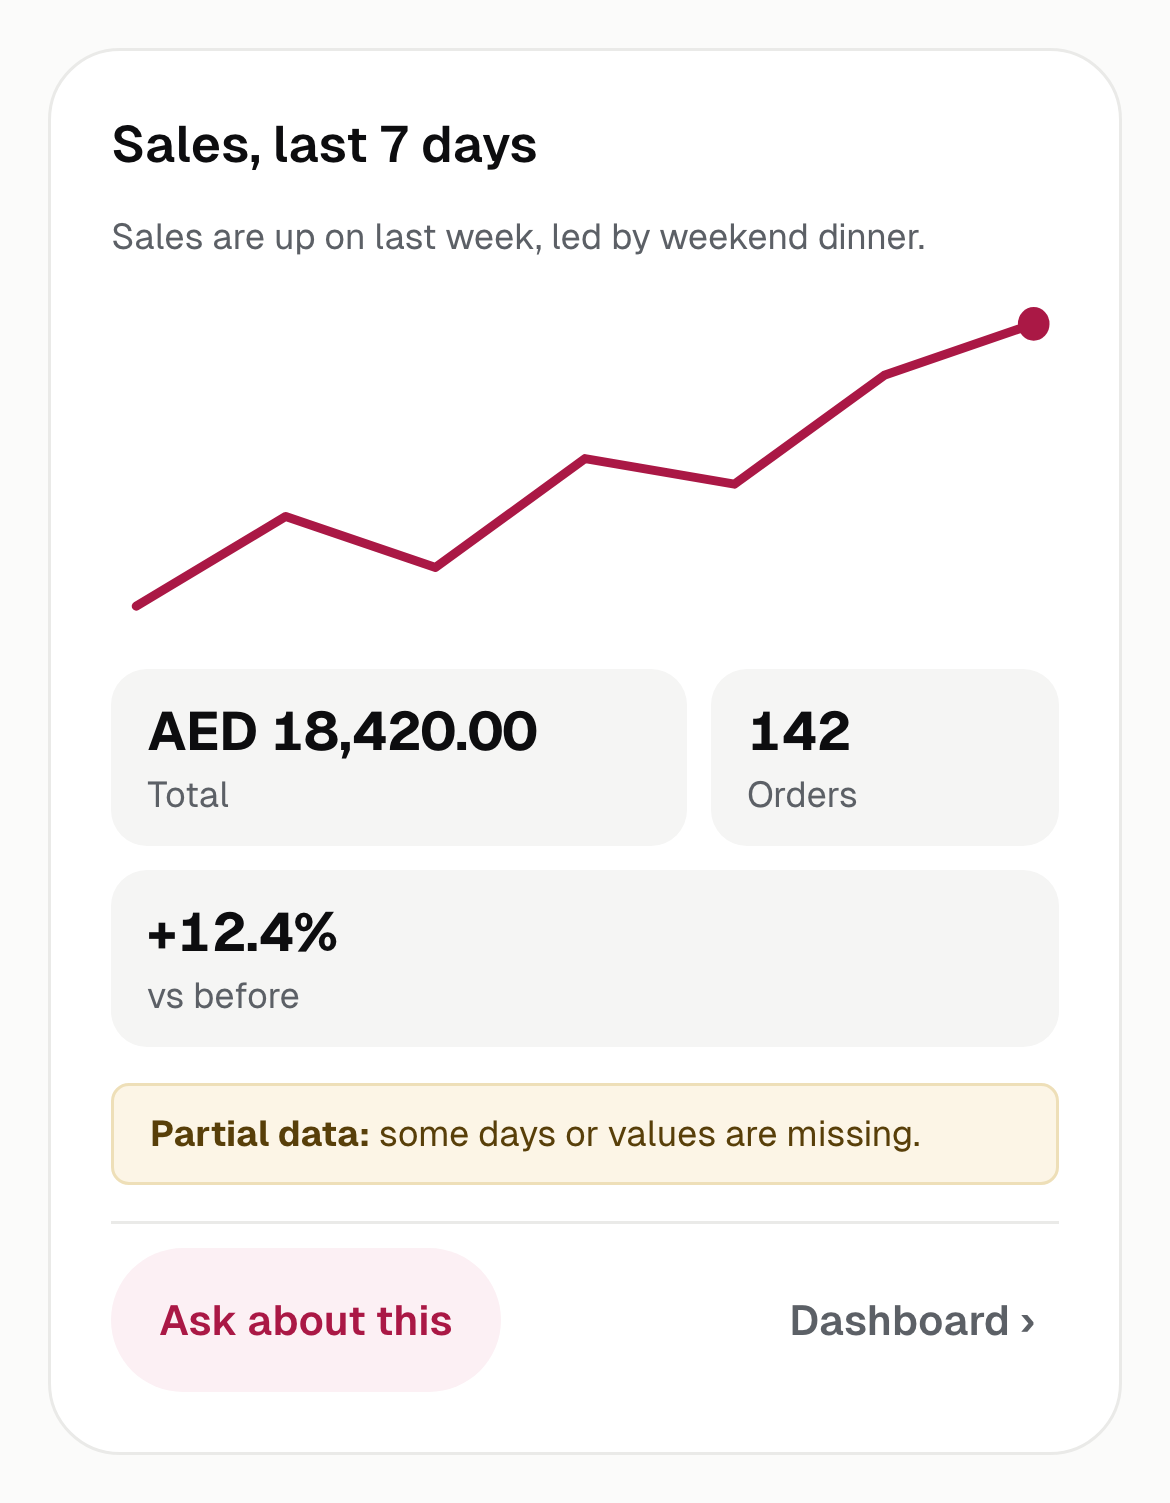 Sales, last 7 days
Sales are up on last week, led by weekend dinner.
AED 18,420.00
Total
142
Orders
+12.4%
vs before
Partial data: some days or values are missing.
Ask about this
Dashboard ›